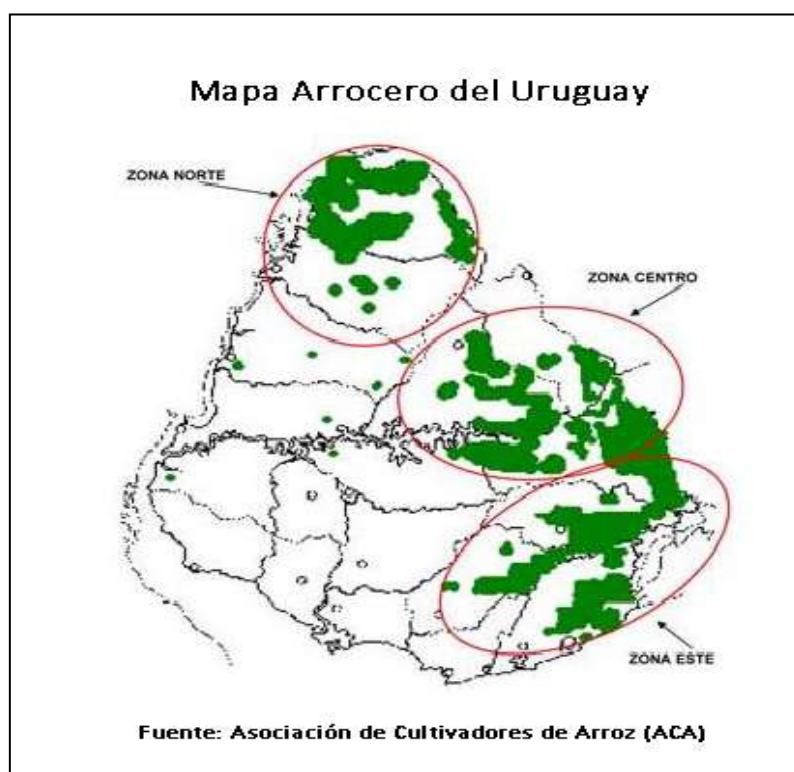 Mapa Arrocero del Uruguay
ZONA NORTE
ZONA CENTRO
ZONA ESTE
Fuente: Asociación de Cultivadores de Arroz (ACA)